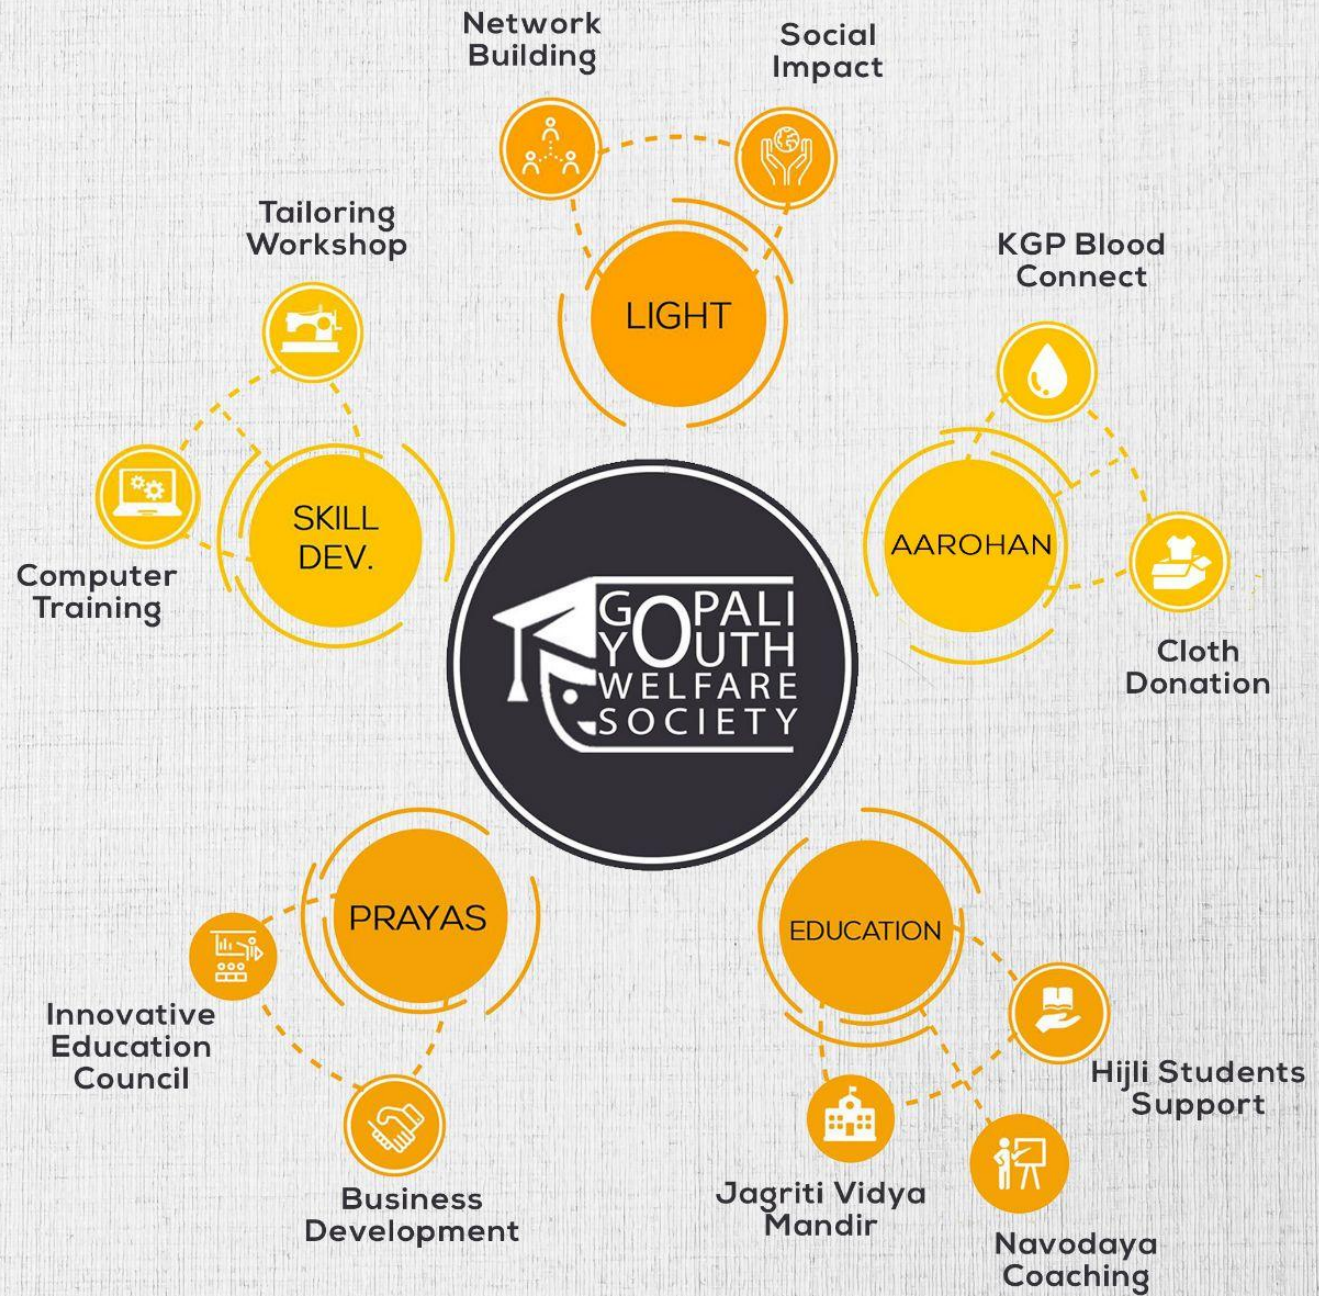 Network
Building
Social
Impact
Tailoring
Workshop
KGP Blood
Connect
LIGHT
Computer
Training
SKILL
DEV.
AAROHAN
Cloth
Donation
GOPALI
YOUTH
WELFARE
SOCIETY
PRAYAS
EDUCATION
Innovative
Education
Council
Business
Development
Hijli Students
Support
Jagriti Vidya
Mandir
Navodaya
Coaching